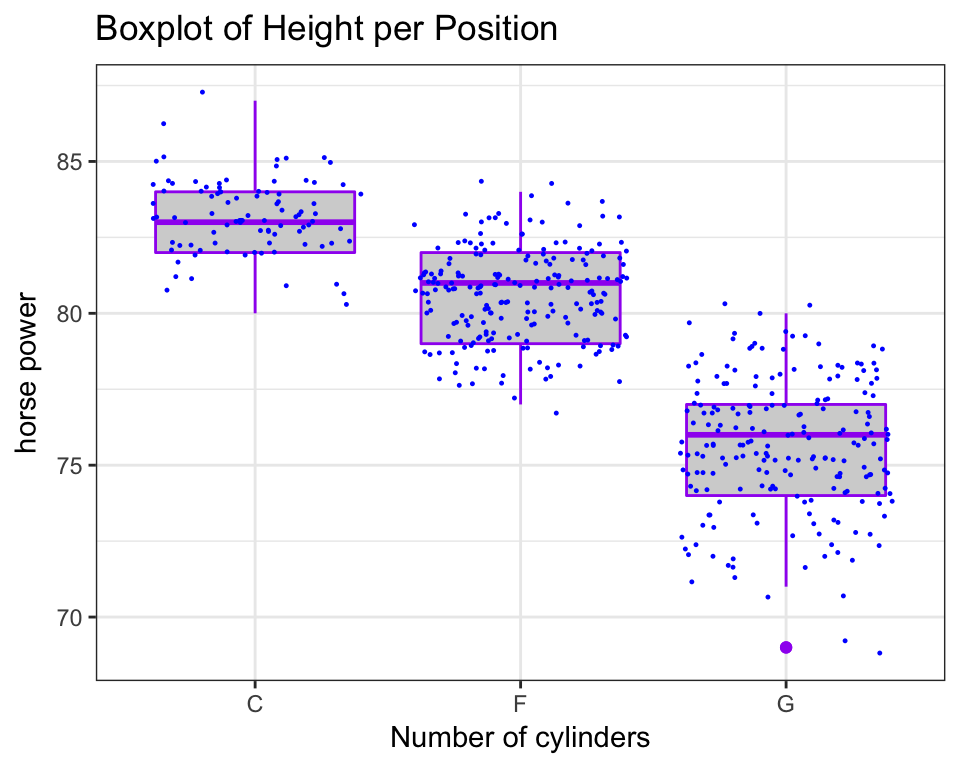 Boxplot of Height per Position
85
80
75
70
horse power
C F G
Number of cylinders